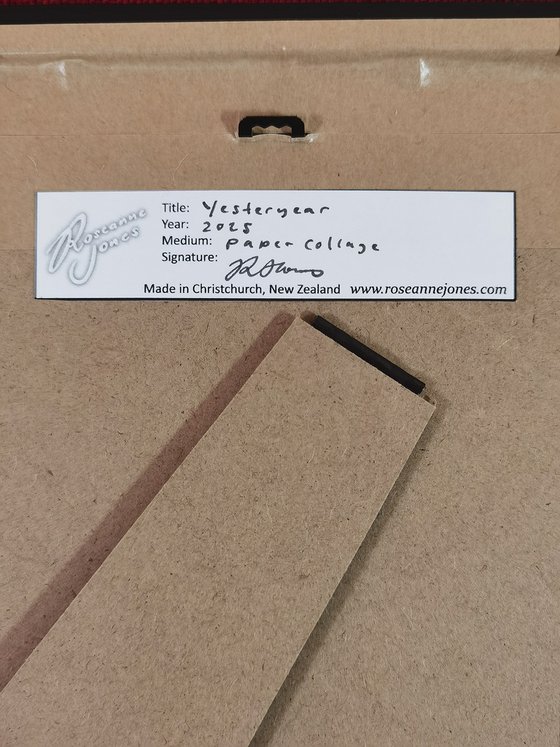 Roseanne
Jones
Title: Yesteryear
Year: 2025
Medium: Paper Collage
Signature:
Made in Christchurch, New Zealand www.roseannejones.com